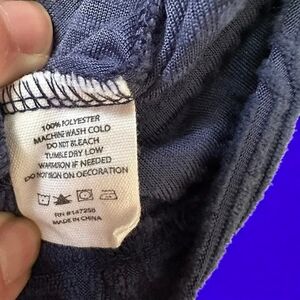 100% POLYESTER
MACHINE WASH COLD
DO NOT BLEACH
TUMBLE DRY LOW
WARM IRON IF NEEDED
DO NOT IRON ON DECORATION
RN #147258
MADE IN CHINA